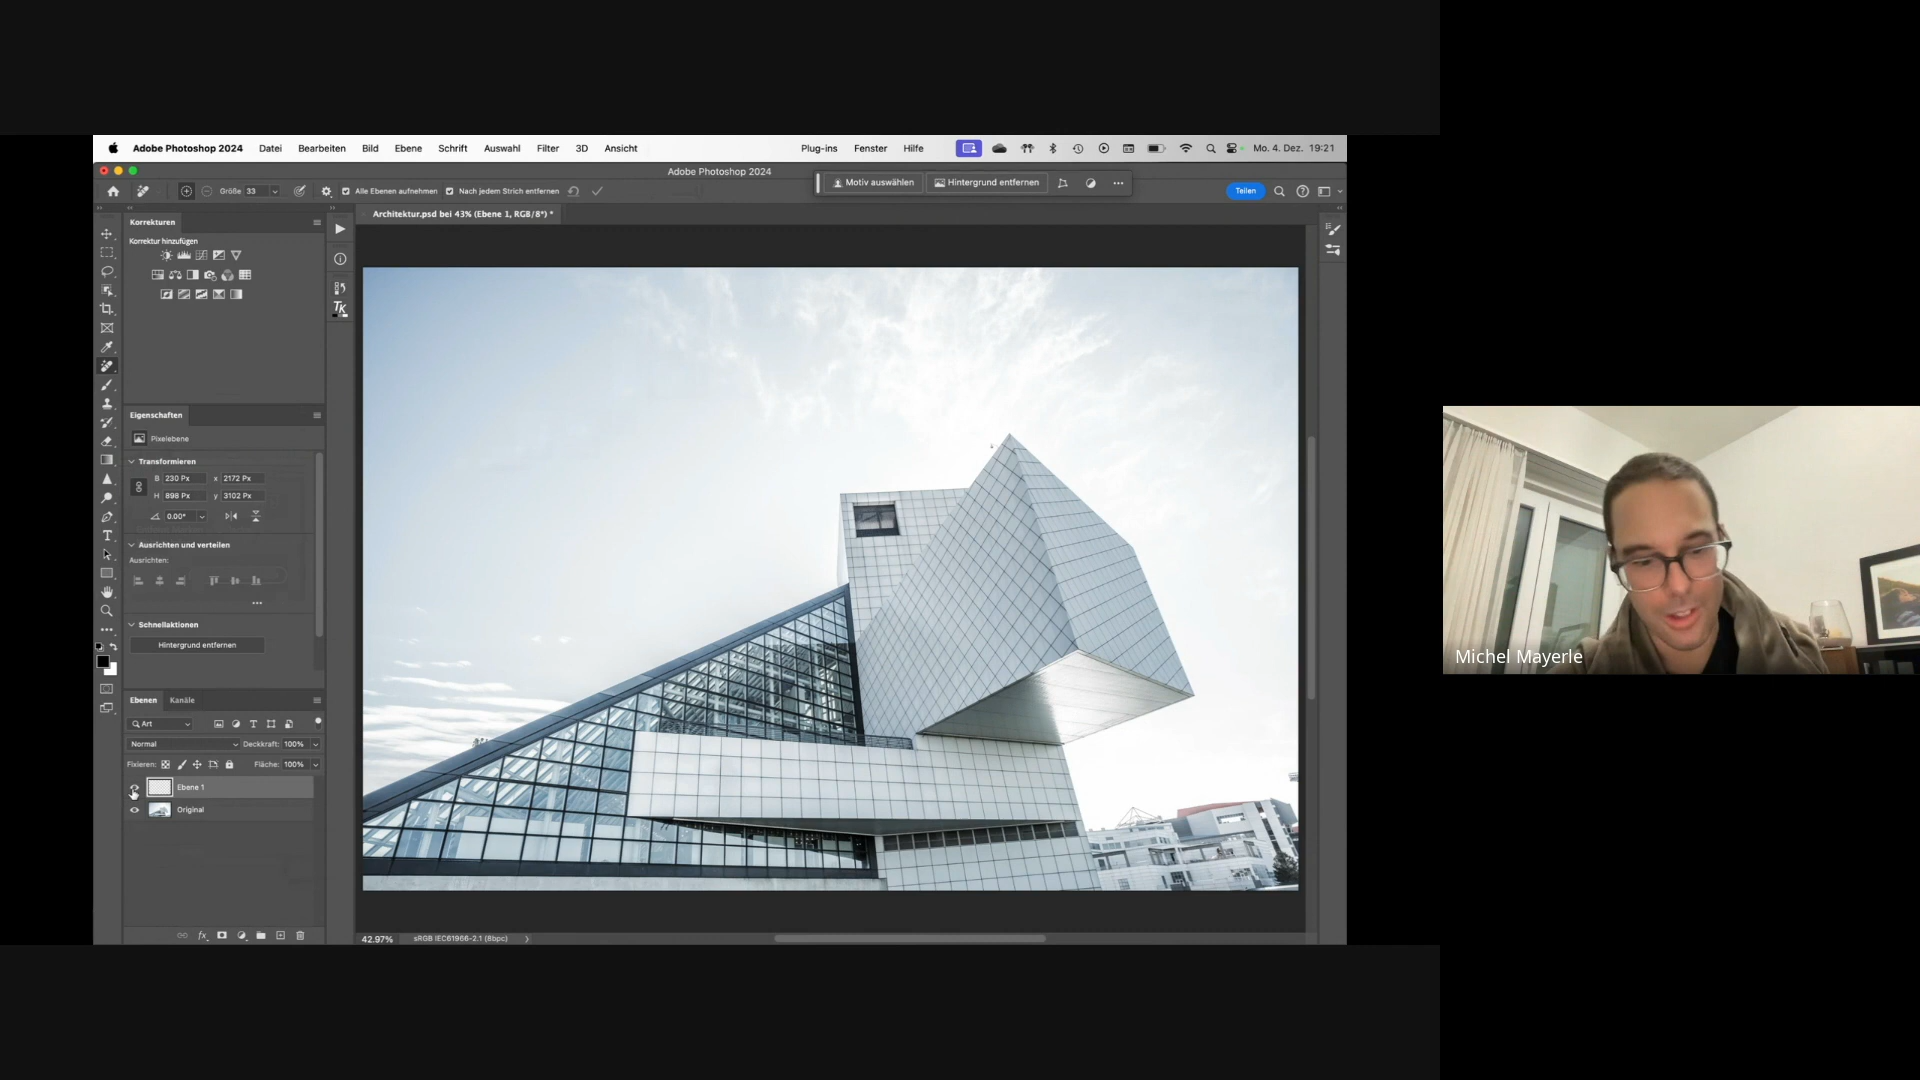 Adobe Photoshop 2024 Datei Bearbeiten Bild Ebene Schrift Auswahl Filter 3D Ansicht Plug-ins Fenster Hilfe Mo. 4. Dez. 19:21
Adobe Photoshop 2024
Größe 33 Alle Ebenen aufnehmen Nach jedem Strich entfernen
Motiv auswählen Hintergrund entfernen
Teilen
Architektur.psd bei 43% (Ebene 1, RGB/8*) *
Korrekturen
Korrektur hinzufügen
TK
Eigenschaften
Pixelebene
Transformieren
B 230 Px x 2172 Px
H 898 Px y 3102 Px
0.00°
Ausrichten und verteilen
Ausrichten:
Schnellaktionen
Hintergrund entfernen
Ebenen Kanäle
Art
Normal Deckkraft: 100%
Fixieren: Fläche: 100%
Ebene 1
Original
fx
42.97% sRGB IEC61966-2.1 (8bpc)
Michel Mayerle